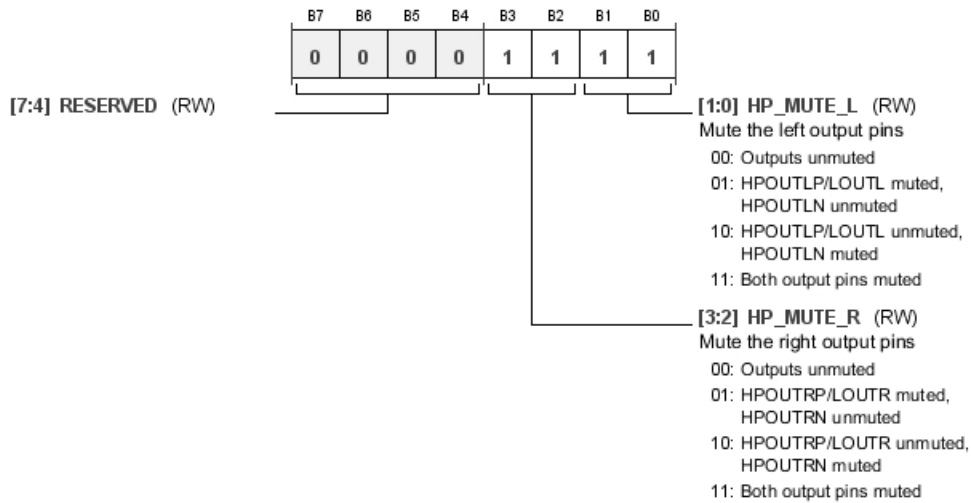 B7 B6 B5 B4 B3 B2 B1 B0
0 0 0 0 1 1 1 1
[7:4] RESERVED (RW)
[1:0] HP_MUTE_L (RW)
Mute the left output pins
00: Outputs unmuted
01: HPOUTLP/LOUTL muted,
HPOUTLN unmuted
10: HPOUTLP/LOUTL unmuted,
HPOUTLN muted
11: Both output pins muted
[3:2] HP_MUTE_R (RW)
Mute the right output pins
00: Outputs unmuted
01: HPOUTRP/LOUTR muted,
HPOUTRN unmuted
10: HPOUTRP/LOUTR unmuted,
HPOUTRN muted
11: Both output pins muted